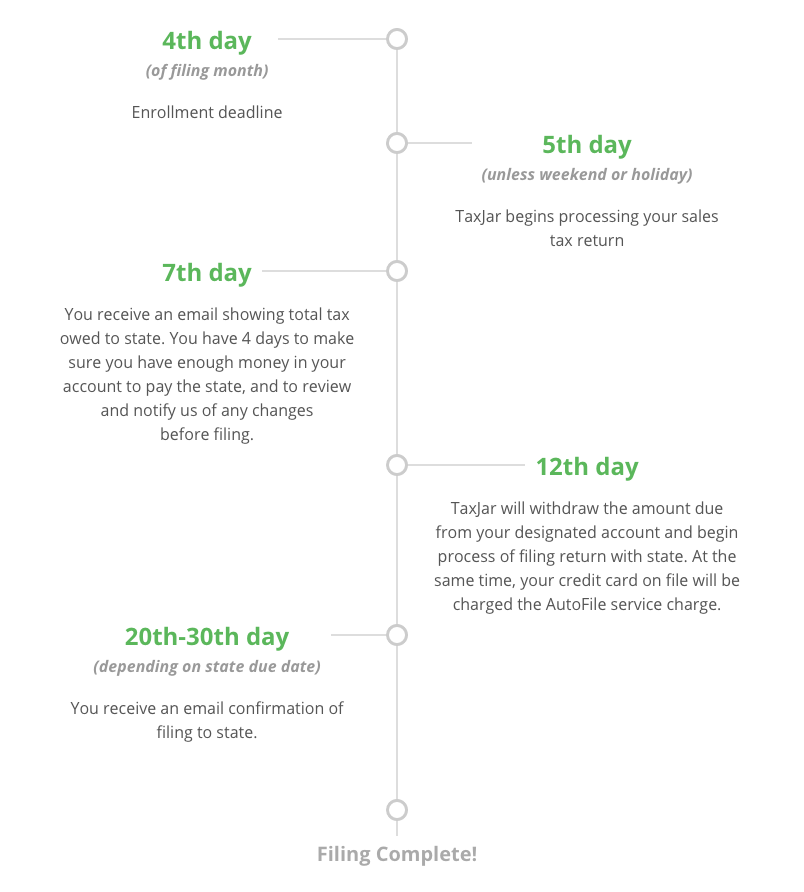 4th day
(of filing month)
Enrollment deadline
5th day
(unless weekend or holiday)
TaxJar begins processing your sales
tax return
7th day
You receive an email showing total tax
owed to state. You have 4 days to make
sure you have enough money in your
account to pay the state, and to review
and notify us of any changes
before filing.
12th day
TaxJar will withdraw the amount due
from your designated account and begin
process of filing return with state. At the
same time, your credit card on file will be
charged the AutoFile service charge.
20th-30th day
(depending on state due date)
You receive an email confirmation of
filing to state.
Filing Complete!